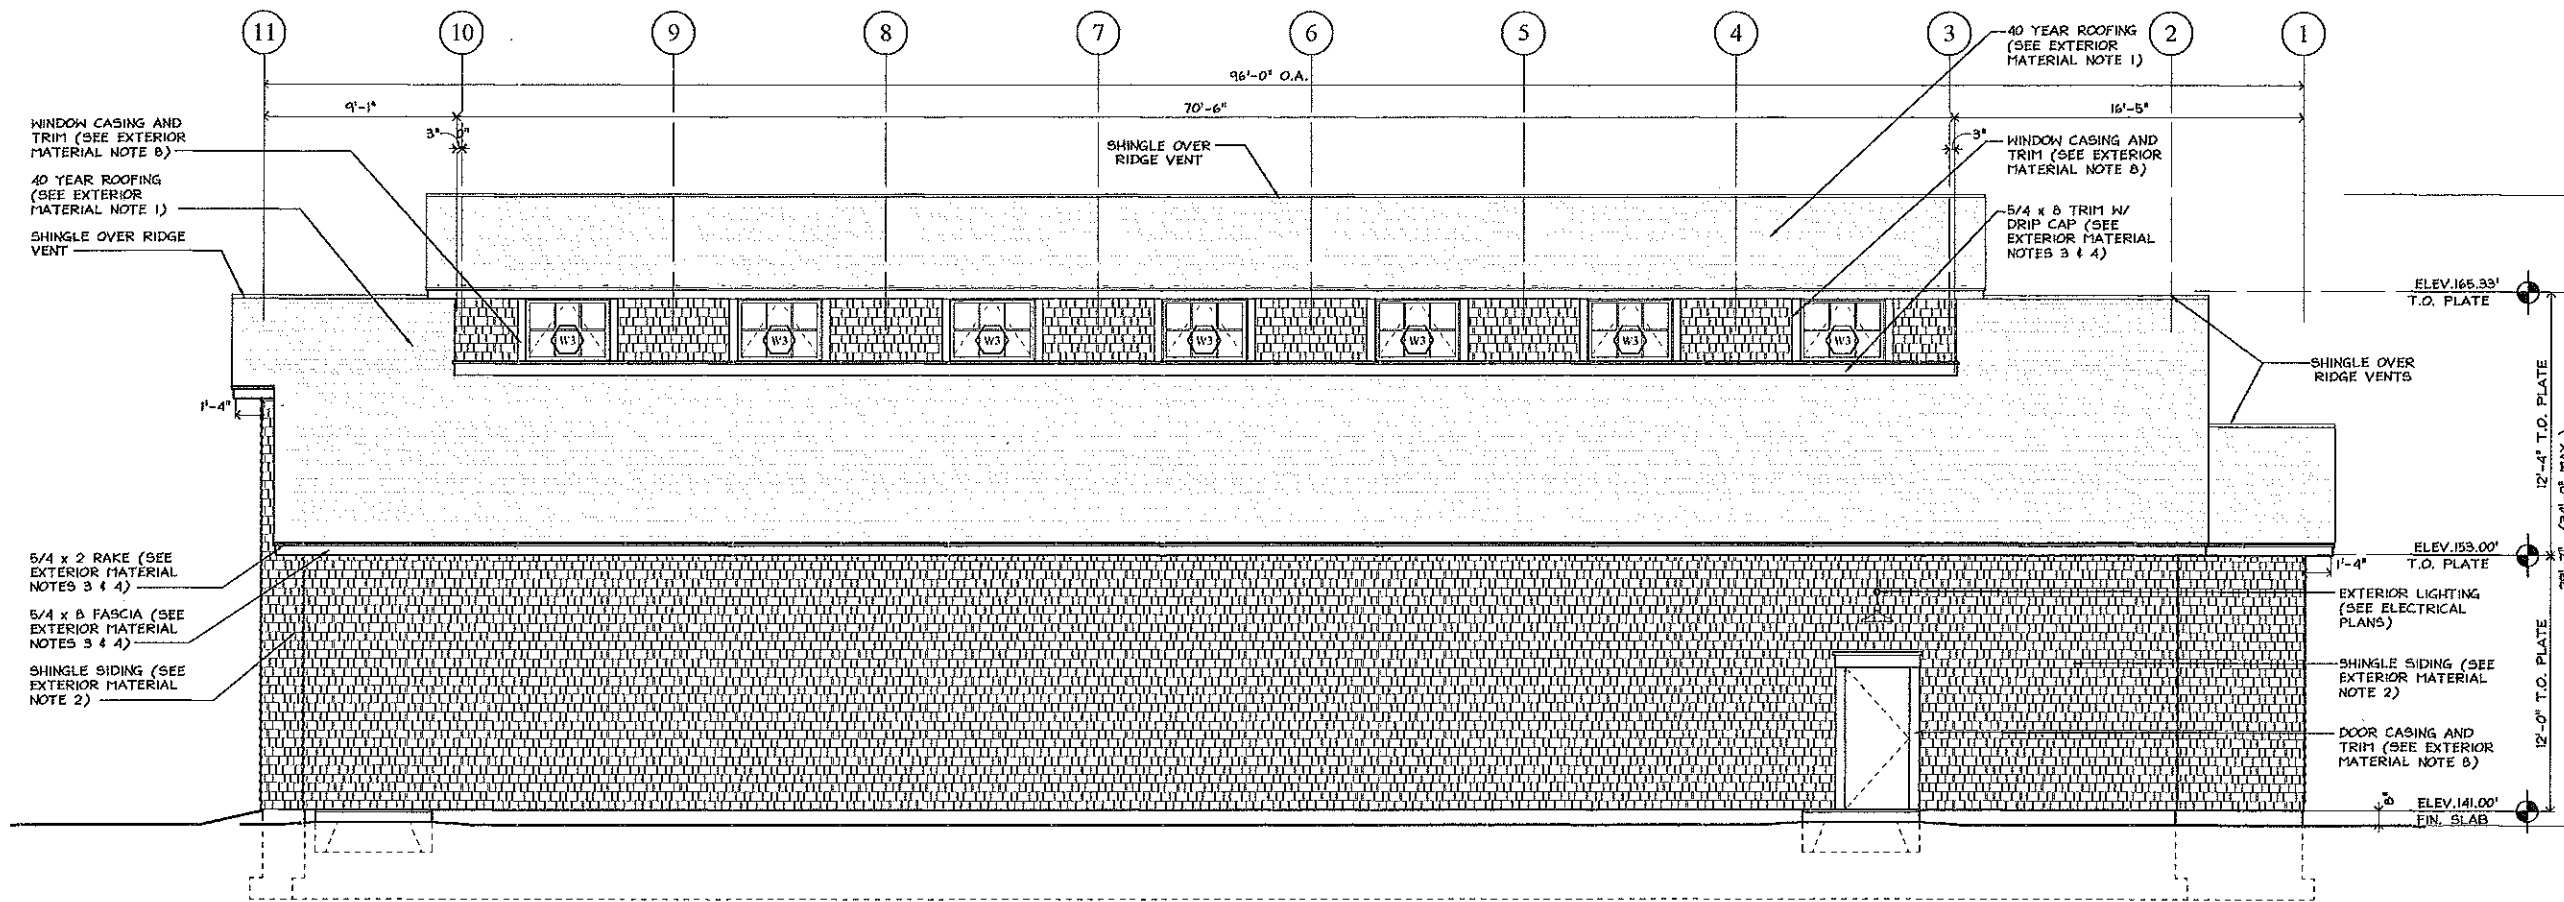 11
10
9
8
7
6
5
4
3
2
1
96'-0" O.A.
9'-1"
70'-6"
16'-5"
3"
3"
40 YEAR ROOFING
(SEE EXTERIOR
MATERIAL NOTE 1)
WINDOW CASING AND
TRIM (SEE EXTERIOR
MATERIAL NOTE 8)
40 YEAR ROOFING
(SEE EXTERIOR
MATERIAL NOTE 1)
SHINGLE OVER RIDGE
VENT
SHINGLE OVER
RIDGE VENT
WINDOW CASING AND
TRIM (SEE EXTERIOR
MATERIAL NOTE 8)
5/4 x 8 TRIM W/
DRIP CAP (SEE
EXTERIOR MATERIAL
NOTES 3 & 4)
ELEV.165.33'
T.O. PLATE
W3
W3
W3
W3
W3
W3
W3
SHINGLE OVER
RIDGE VENTS
12'-4" T.O. PLATE
1'-4"
5/4 x 2 RAKE (SEE
EXTERIOR MATERIAL
NOTES 3 & 4)
5/4 x 8 FASCIA (SEE
EXTERIOR MATERIAL
NOTES 3 & 4)
SHINGLE SIDING (SEE
EXTERIOR MATERIAL
NOTE 2)
ELEV.153.00'
T.O. PLATE
1'-4"
EXTERIOR LIGHTING
(SEE ELECTRICAL
PLANS)
SHINGLE SIDING (SEE
EXTERIOR MATERIAL
NOTE 2)
DOOR CASING AND
TRIM (SEE EXTERIOR
MATERIAL NOTE 8)
12'-0" T.O. PLATE
8"
ELEV.141.00'
FIN. SLAB